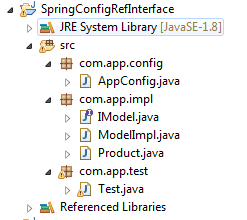 SpringConfigRefInterface
JRE System Library [JavaSE-1.8]
src
com.app.config
AppConfig.java
com.app.impl
IModel.java
ModelImpl.java
Product.java
com.app.test
Test.java
Referenced Libraries